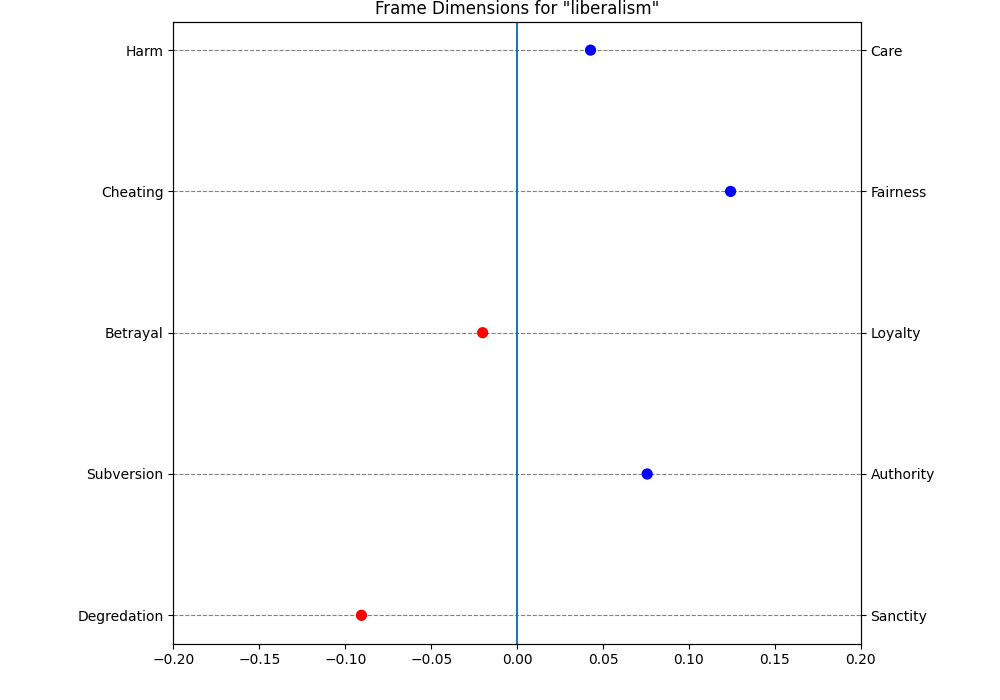 Frame Dimensions for "liberalism"
Harm Care
Cheating Fairness
Betrayal Loyalty
Subversion Authority
Degredation Sanctity
−0.20 −0.15 −0.10 −0.05 0.00 0.05 0.10 0.15 0.20